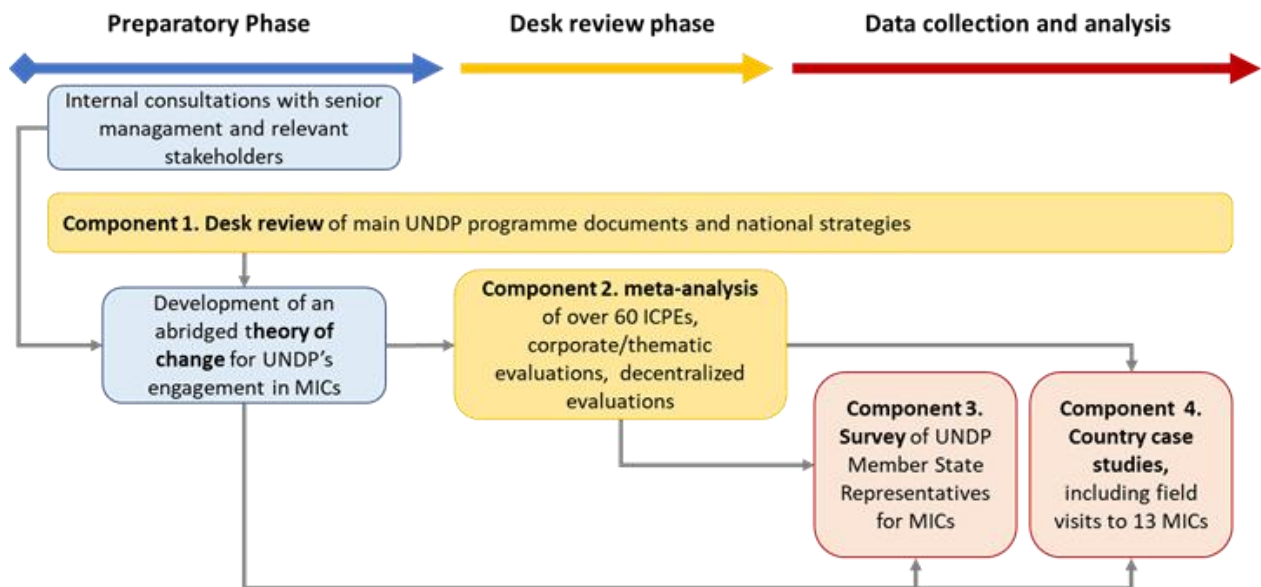 Preparatory Phase
Desk review phase
Data collection and analysis
Internal consultations with senior
managament and relevant
stakeholders
Component 1. Desk review of main UNDP programme documents and national strategies
Development of an
abridged theory of
change for UNDP's
engagement in MICs
Component 2. meta-analysis
of over 60 ICPEs,
corporate/thematic
evaluations, decentralized
evaluations
Component 3.
Survey of UNDP
Member State
Representatives
for MICs
Component 4.
Country case
studies,
including field
visits to 13 MICs